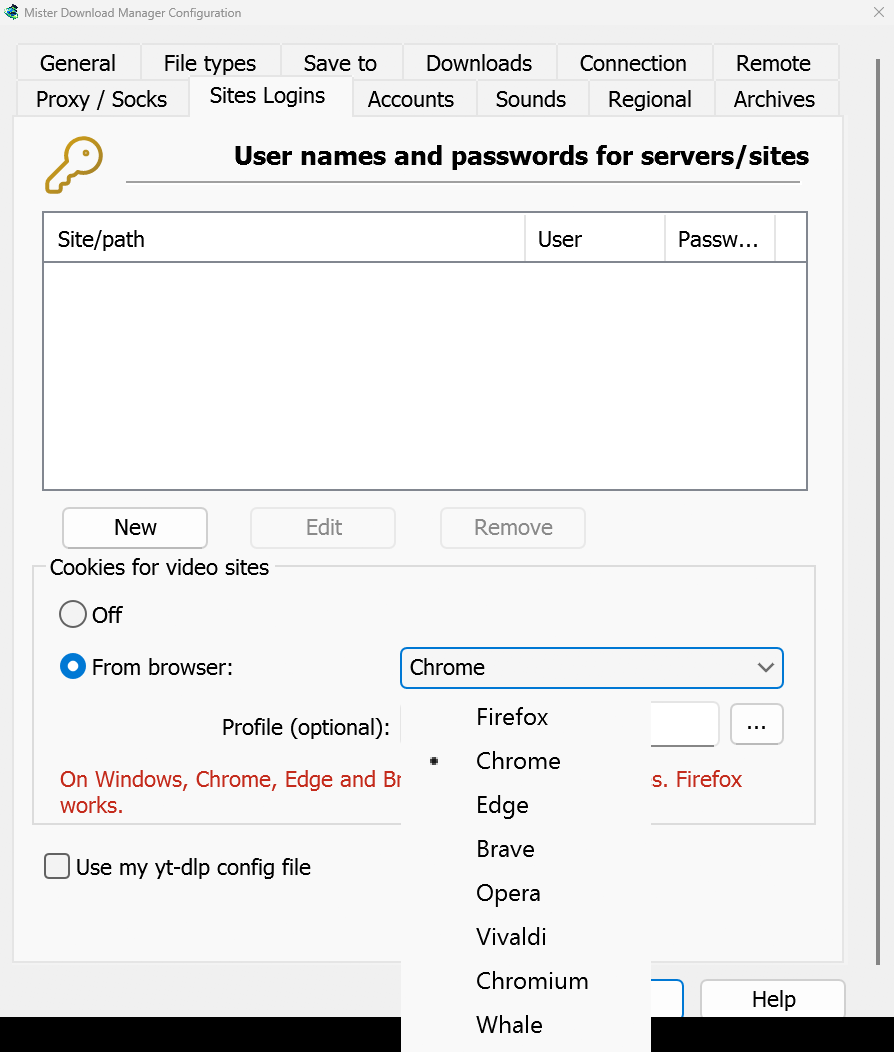 Mister Download Manager Configuration
General File types Save to Downloads Connection Remote
Proxy / Socks Sites Logins Accounts Sounds Regional Archives
User names and passwords for servers/sites
Site/path User Passw...
New Edit Remove
Cookies for video sites
Off
From browser: Chrome
Profile (optional): ...
Firefox
Chrome
Edge
Brave
Opera
Vivaldi
Chromium
Whale
On Windows, Chrome, Edge and s. Firefox
works.
Use my yt-dlp config file
Help